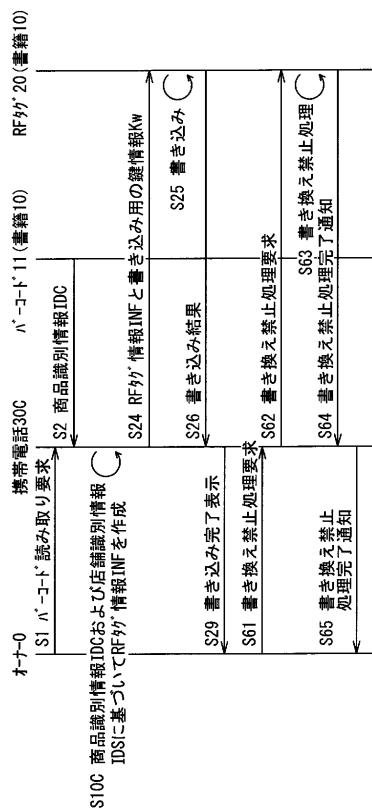 オーナーO
携帯電話30C
バーコード11(書籍10)
RFタグ20(書籍10)
S1 バーコード読み取り要求
S2 商品識別情報IDC
S10C 商品識別情報IDCおよび店舗識別情報
IDSに基づいてRFタグ情報INFを作成
S24 RFタグ情報INFと書き込み用の鍵情報Kw
S25 書き込み
S26 書き込み結果
S29 書き込み完了表示
S61 書き換え禁止処理要求
S62 書き換え禁止処理要求
S63 書き換え禁止処理
S64 書き換え禁止処理完了通知
S65 書き換え禁止
処理完了通知